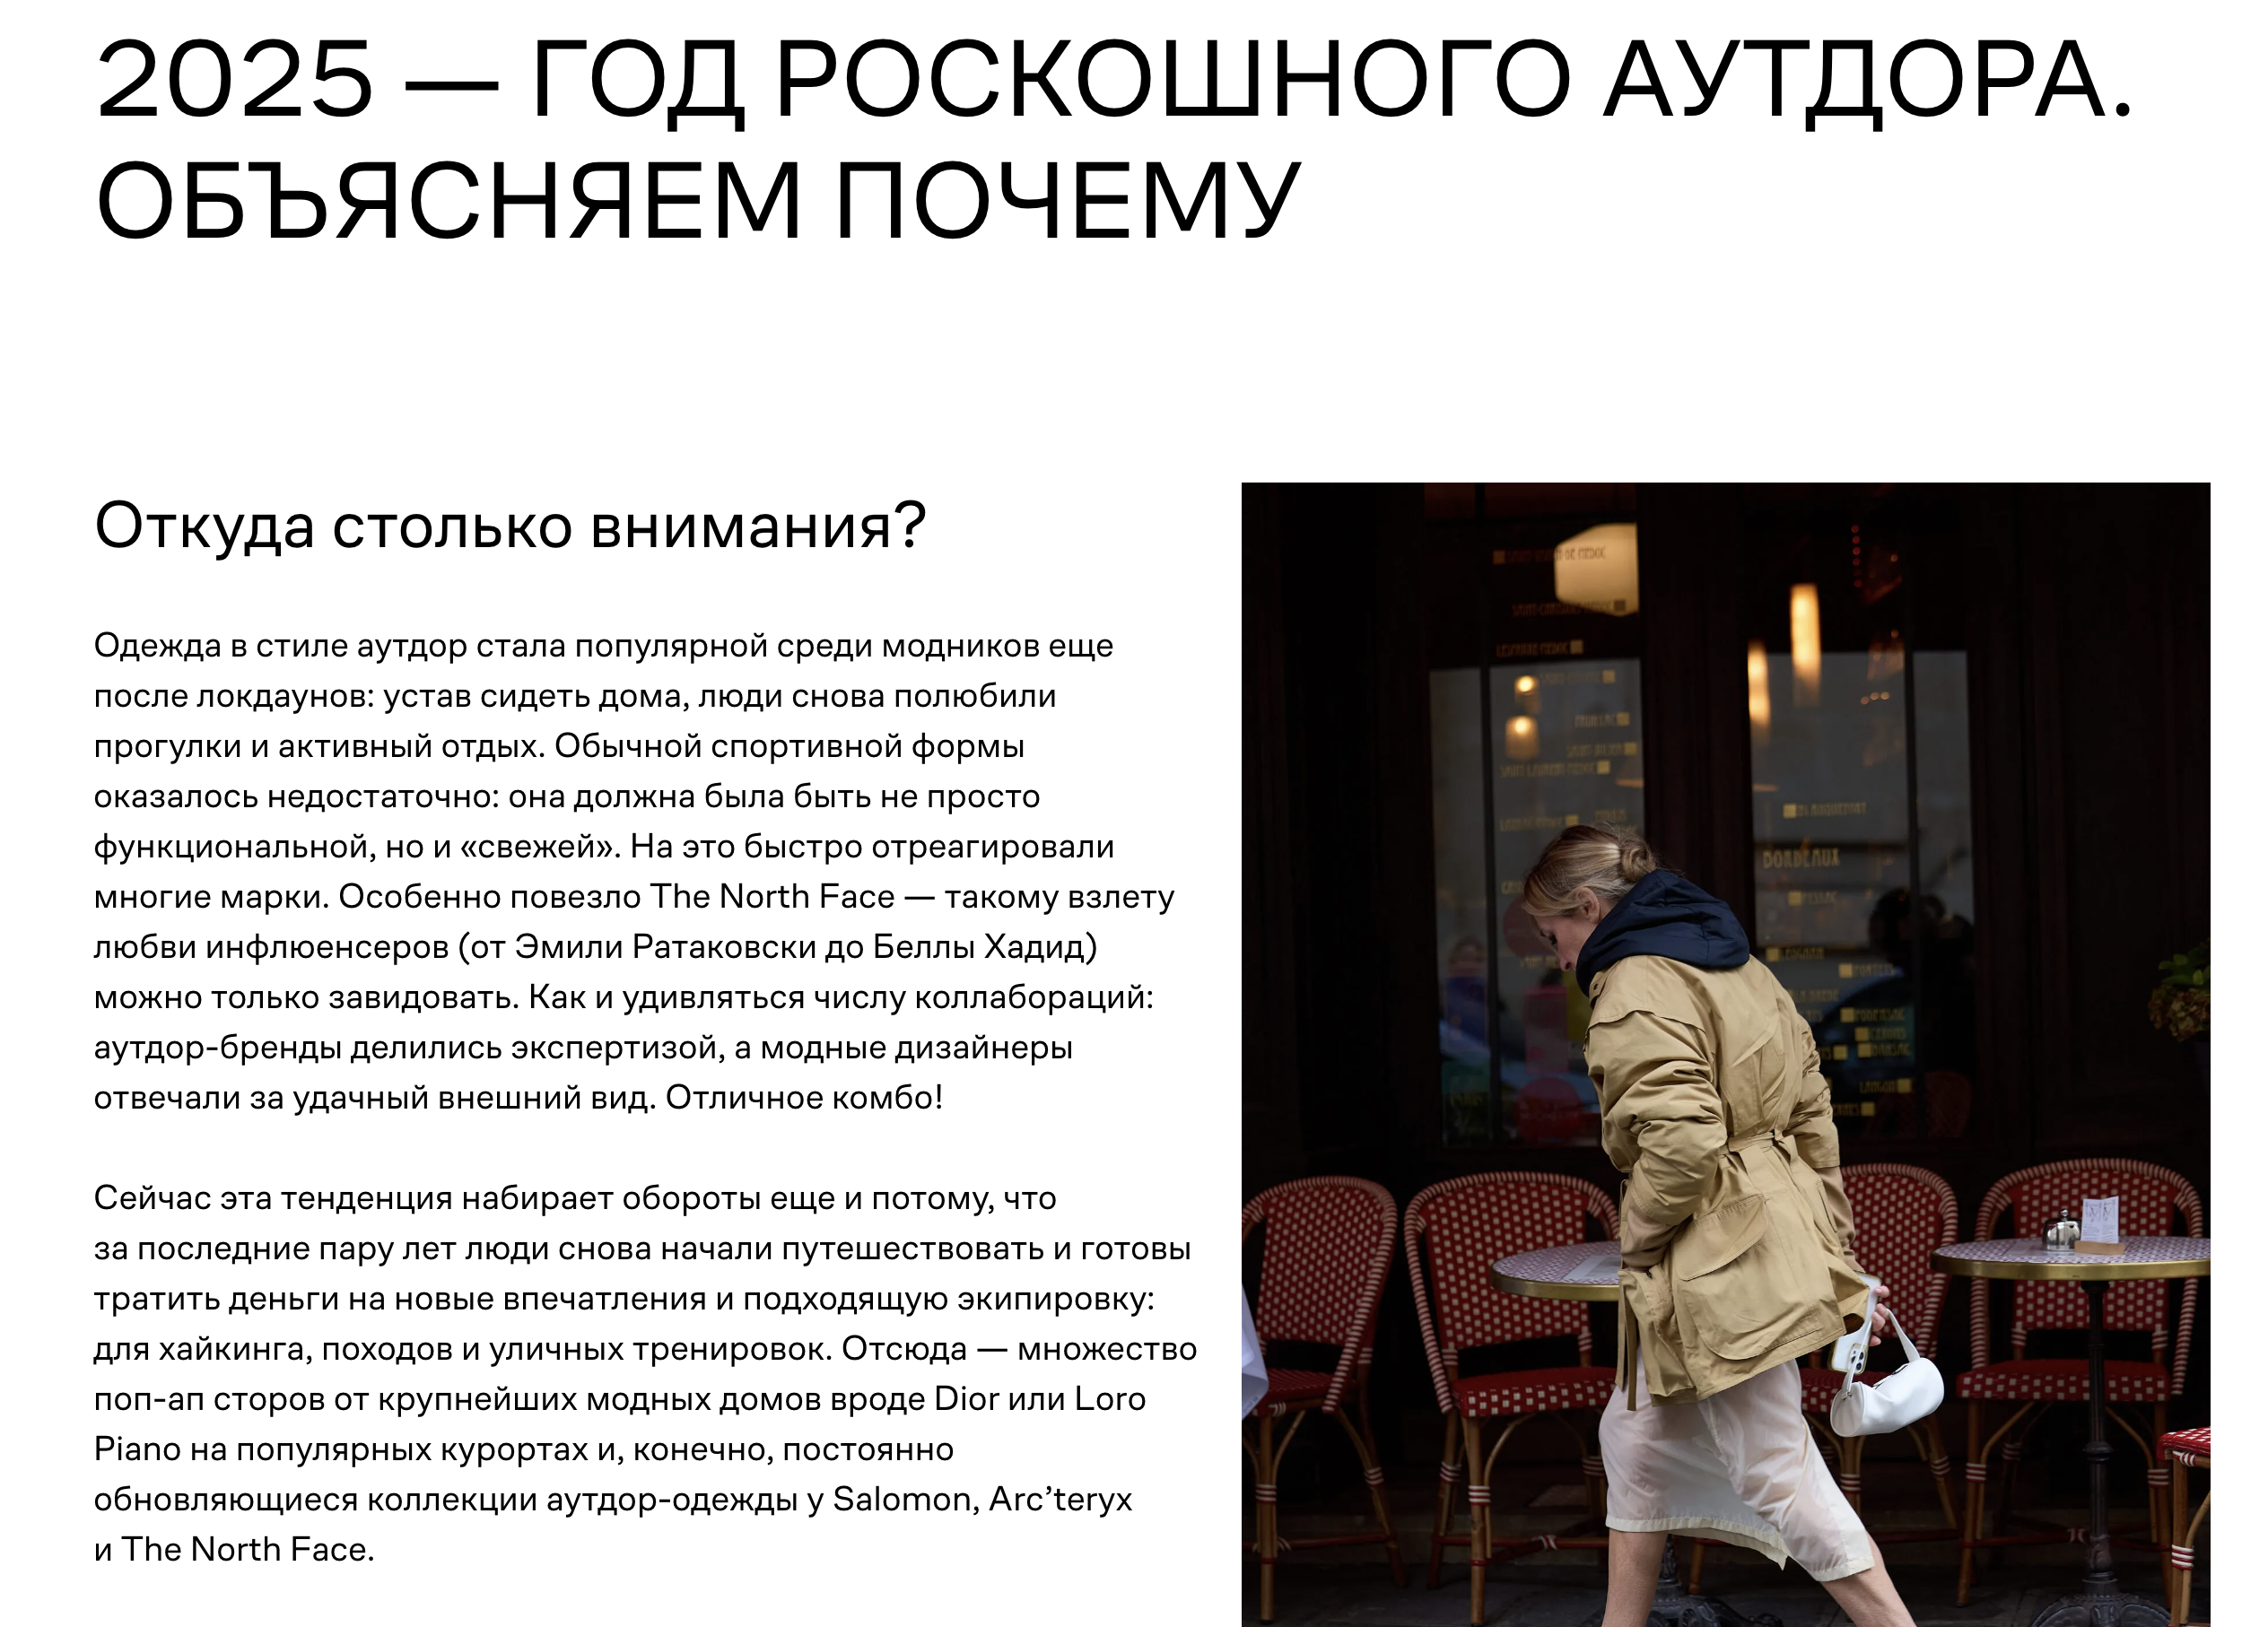 2025 — ГОД РОСКОШНОГО АУТДОРА.
ОБЪЯСНЯЕМ ПОЧЕМУ
Откуда столько внимания?
Одежда в стиле аутдор стала популярной среди модников еще
после локдаунов: устав сидеть дома, люди снова полюбили
прогулки и активный отдых. Обычной спортивной формы
оказалось недостаточно: она должна была быть не просто
функциональной, но и «свежей». На это быстро отреагировали
многие марки. Особенно повезло The North Face — такому взлету
любви инфлюенсеров (от Эмили Ратаковски до Беллы Хадид)
можно только завидовать. Как и удивляться числу коллабораций:
аутдор-бренды делились экспертизой, а модные дизайнеры
отвечали за удачный внешний вид. Отличное комбо!
Сейчас эта тенденция набирает обороты еще и потому, что
за последние пару лет люди снова начали путешествовать и готовы
тратить деньги на новые впечатления и подходящую экипировку:
для хайкинга, походов и уличных тренировок. Отсюда — множество
поп-ап сторов от крупнейших модных домов вроде Dior или Loro
Piano на популярных курортах и, конечно, постоянно
обновляющиеся коллекции аутдор-одежды у Salomon, Arc’teryx
и The North Face.
BORDEAUX